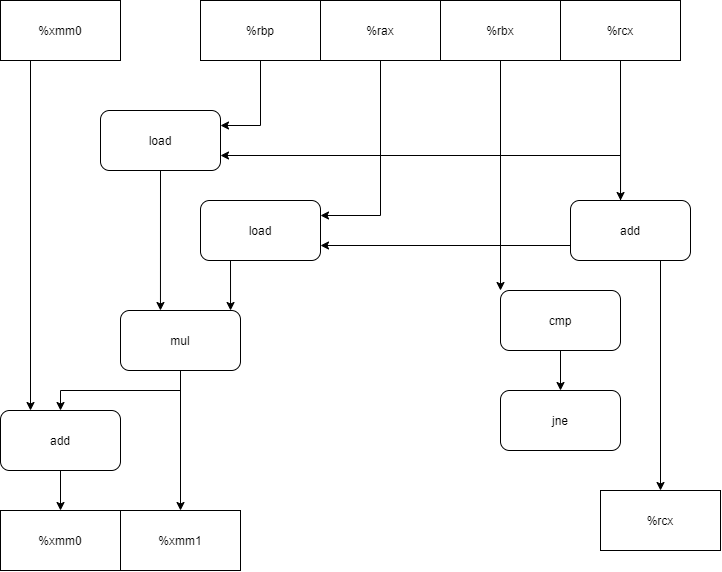 %xmm0
%rbp
%rax
%rbx
%rcx
load
load
add
mul
cmp
add
jne
%xmm0
%xmm1
%rcx